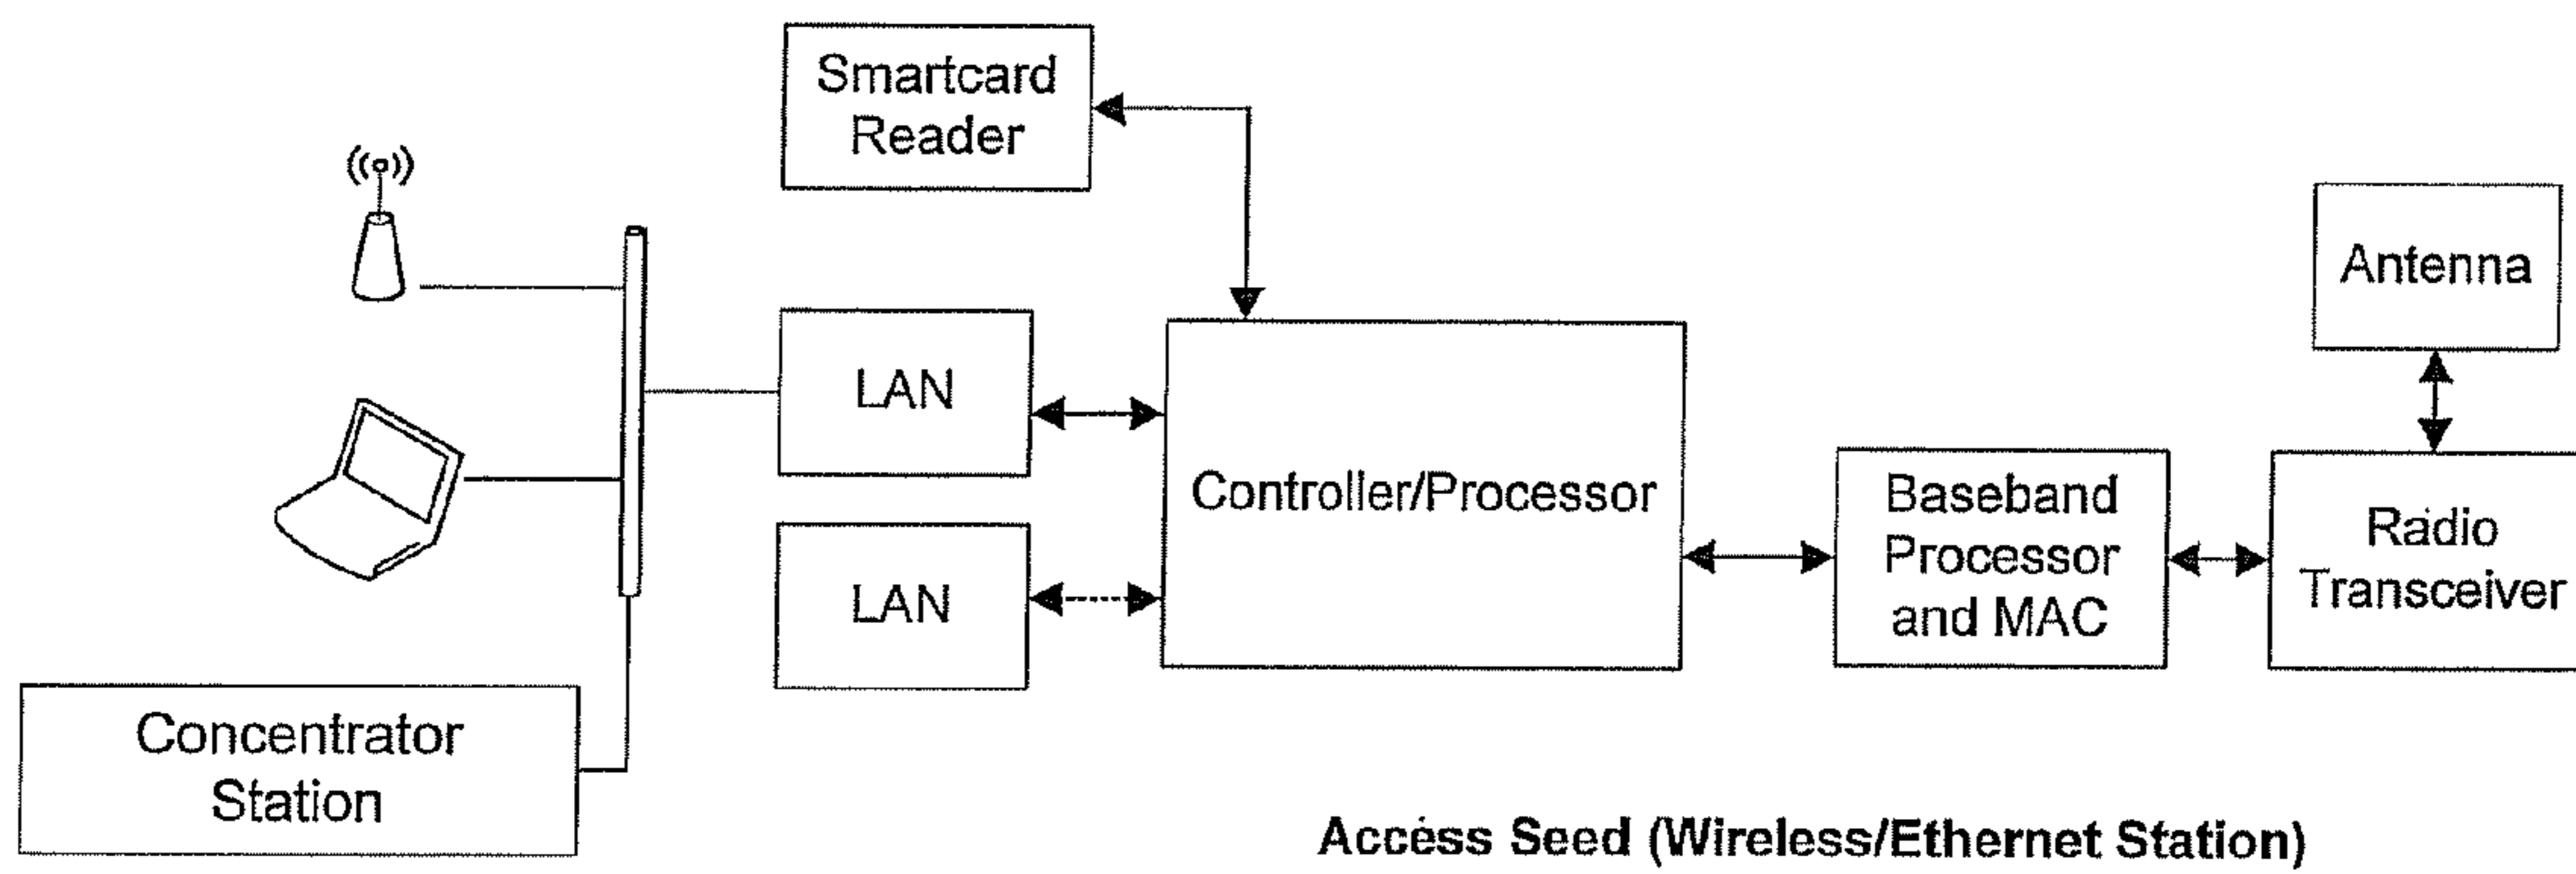 Smartcard
Reader
Antenna
LAN
Controller/Processor
Baseband
Processor
and MAC
Radio
Transceiver
LAN
Concentrator
Station
Access Seed (Wireless/Ethernet Station)